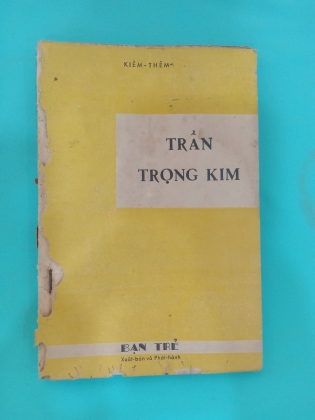 KIÊM-THÊM
TRẦN
TRỌNG KIM
BẠN TRẺ
Xuất-bản và Phát-hành